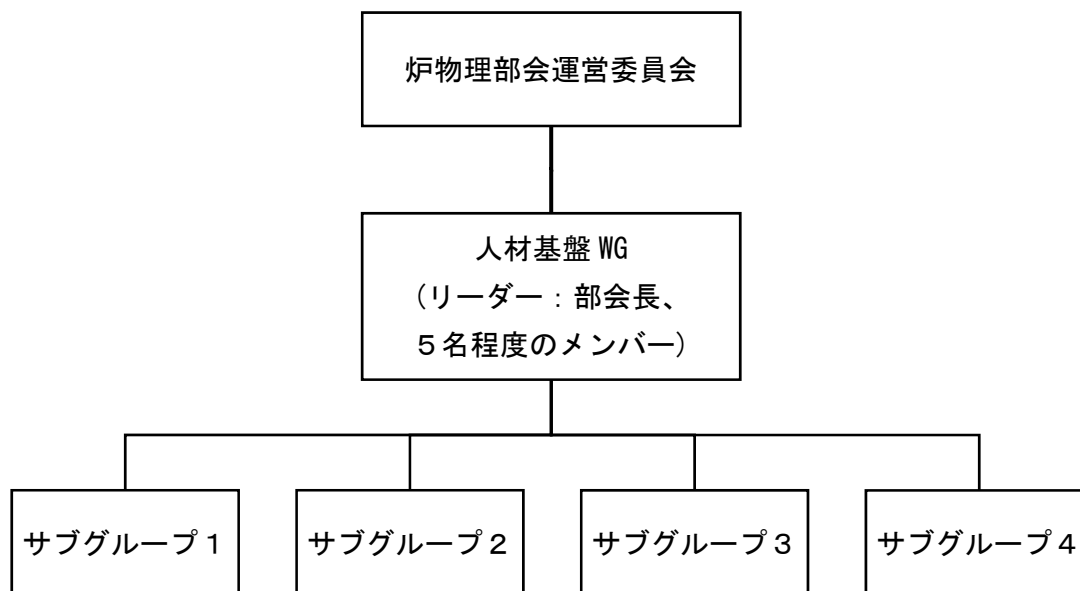 炉物理部会運営委員会
人材基盤 WG
（リーダー：部会長、
５名程度のメンバー）
サブグループ１
サブグループ２
サブグループ３
サブグループ４